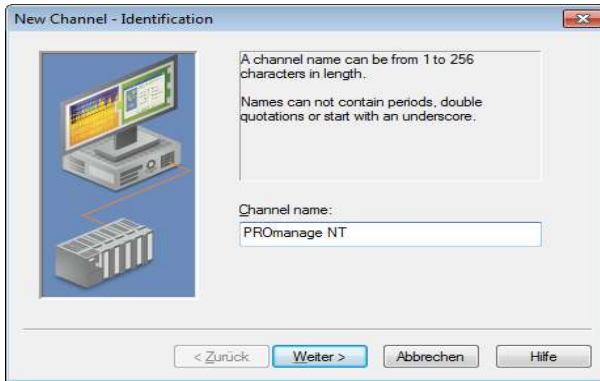 New Channel - Identification
A channel name can be from 1 to 256
characters in length.
Names can not contain periods, double
quotations or start with an underscore.
Channel name:
PROmanage NT
< Zurück
Weiter >
Abbrechen
Hilfe